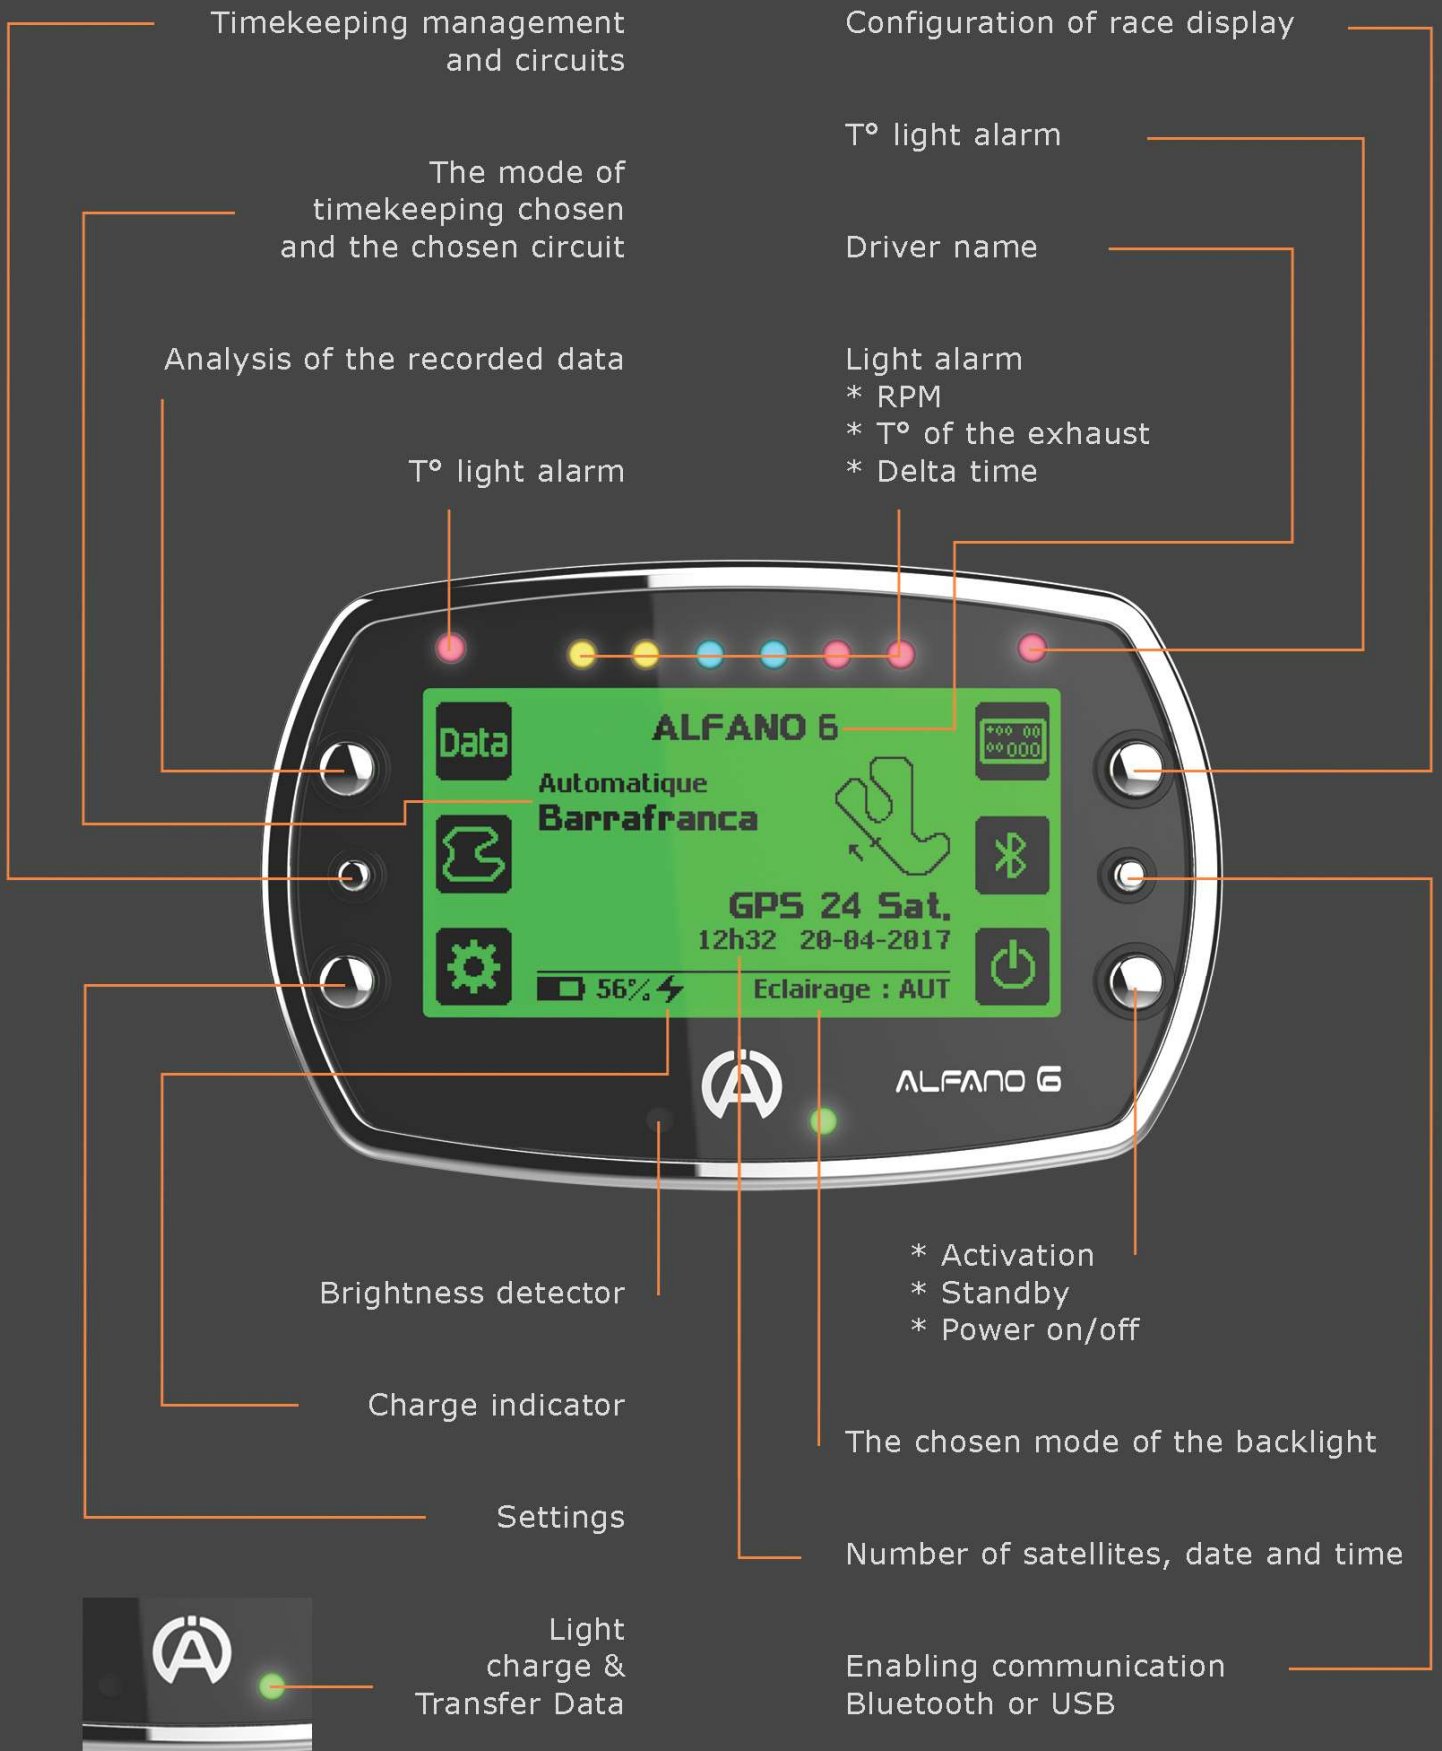 Timekeeping management
and circuits
Configuration of race display
T° light alarm
The mode of
timekeeping chosen
and the chosen circuit
Driver name
Analysis of the recorded data
Light alarm
* RPM
* T° of the exhaust
* Delta time
T° light alarm
Data
ALFANO 6
+00 00
00 000
Automatique
Barrafranca
GPS 24 Sat.
12h32 20-04-2017
56%
Eclairage : AUT
ALFANO 6
* Activation
* Standby
* Power on/off
Brightness detector
Charge indicator
The chosen mode of the backlight
Settings
Number of satellites, date and time
Light
charge &
Transfer Data
Enabling communication
Bluetooth or USB